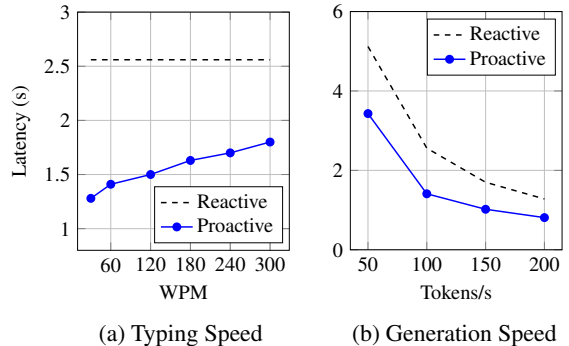 3
2.5
2
1.5
1
Latency (s)
Reactive
Proactive
60 120 180 240 300
WPM
(a) Typing Speed
6
4
2
0
Reactive
Proactive
50 100 150 200
Tokens/s
(b) Generation Speed